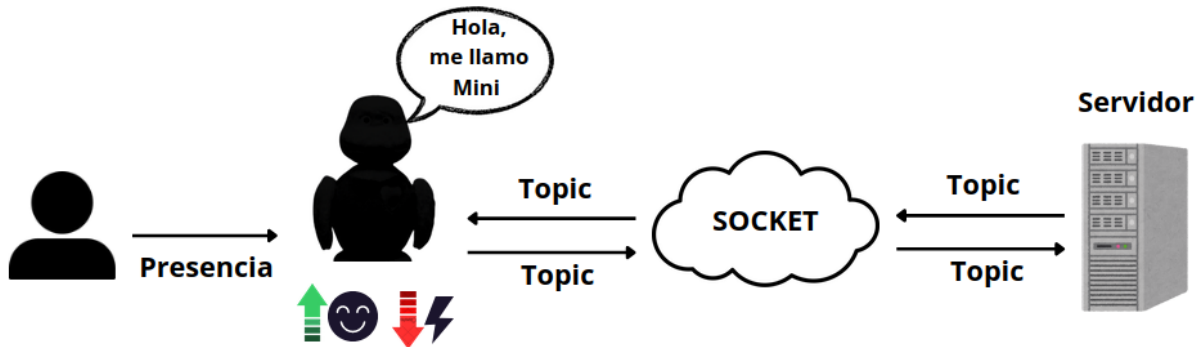 Hola,
me llamo
Mini
Servidor
Presencia
Topic
Topic
SOCKET
Topic
Topic